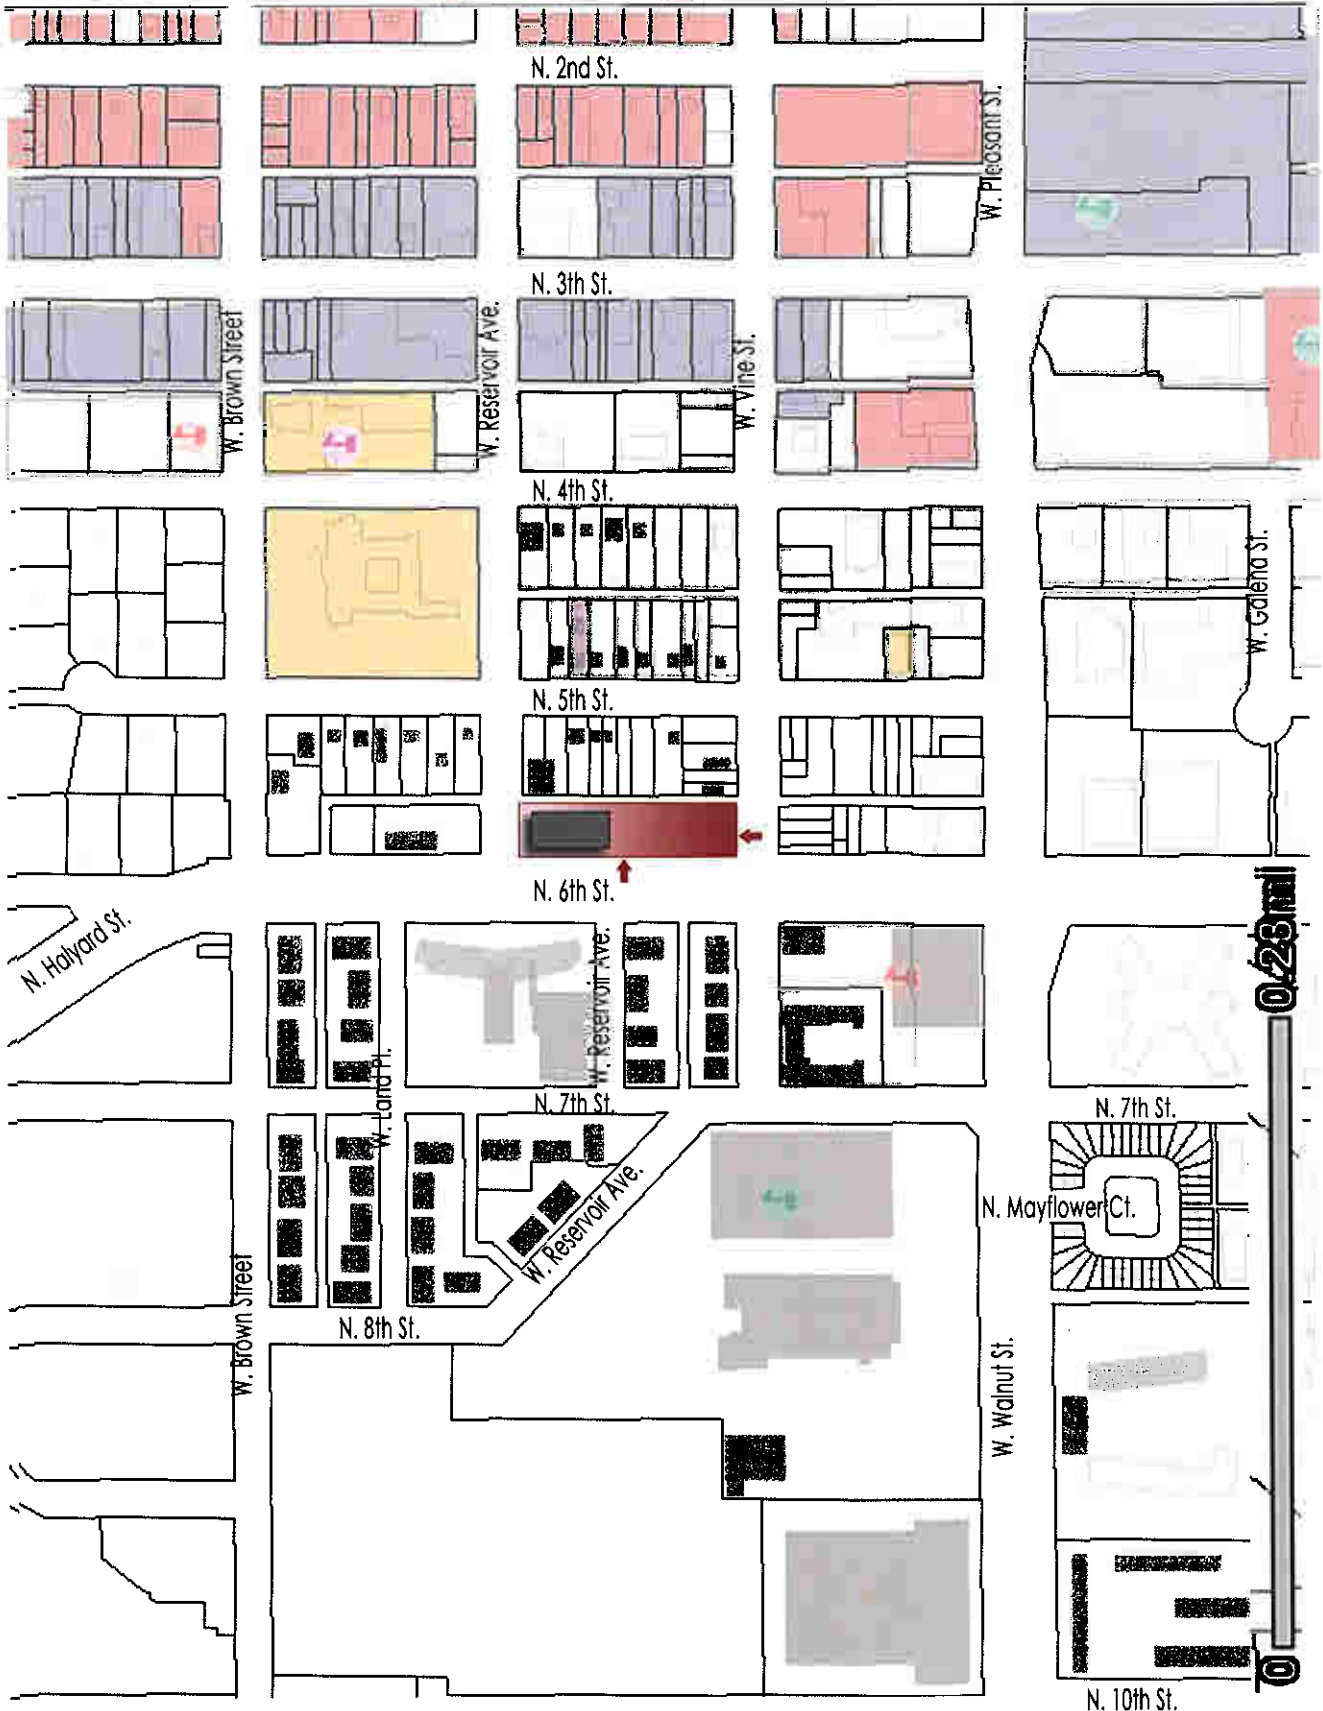 N. 2nd St.
W. Pleasant St.
N. 3th St.
W. Brown Street
W. Reservoir Ave.
W. Vine St.
N. 4th St.
W. Galena St.
N. 5th St.
N. 6th St.
N. Halyard St.
W. Reservoir Ave.
0.28mi
W. Land Pl.
N. 7th St.
N. 7th St.
W. Reservoir Ave.
N. Mayflower Ct.
W. Brown Street
N. 8th St.
W. Walnut St.
0
N. 10th St.